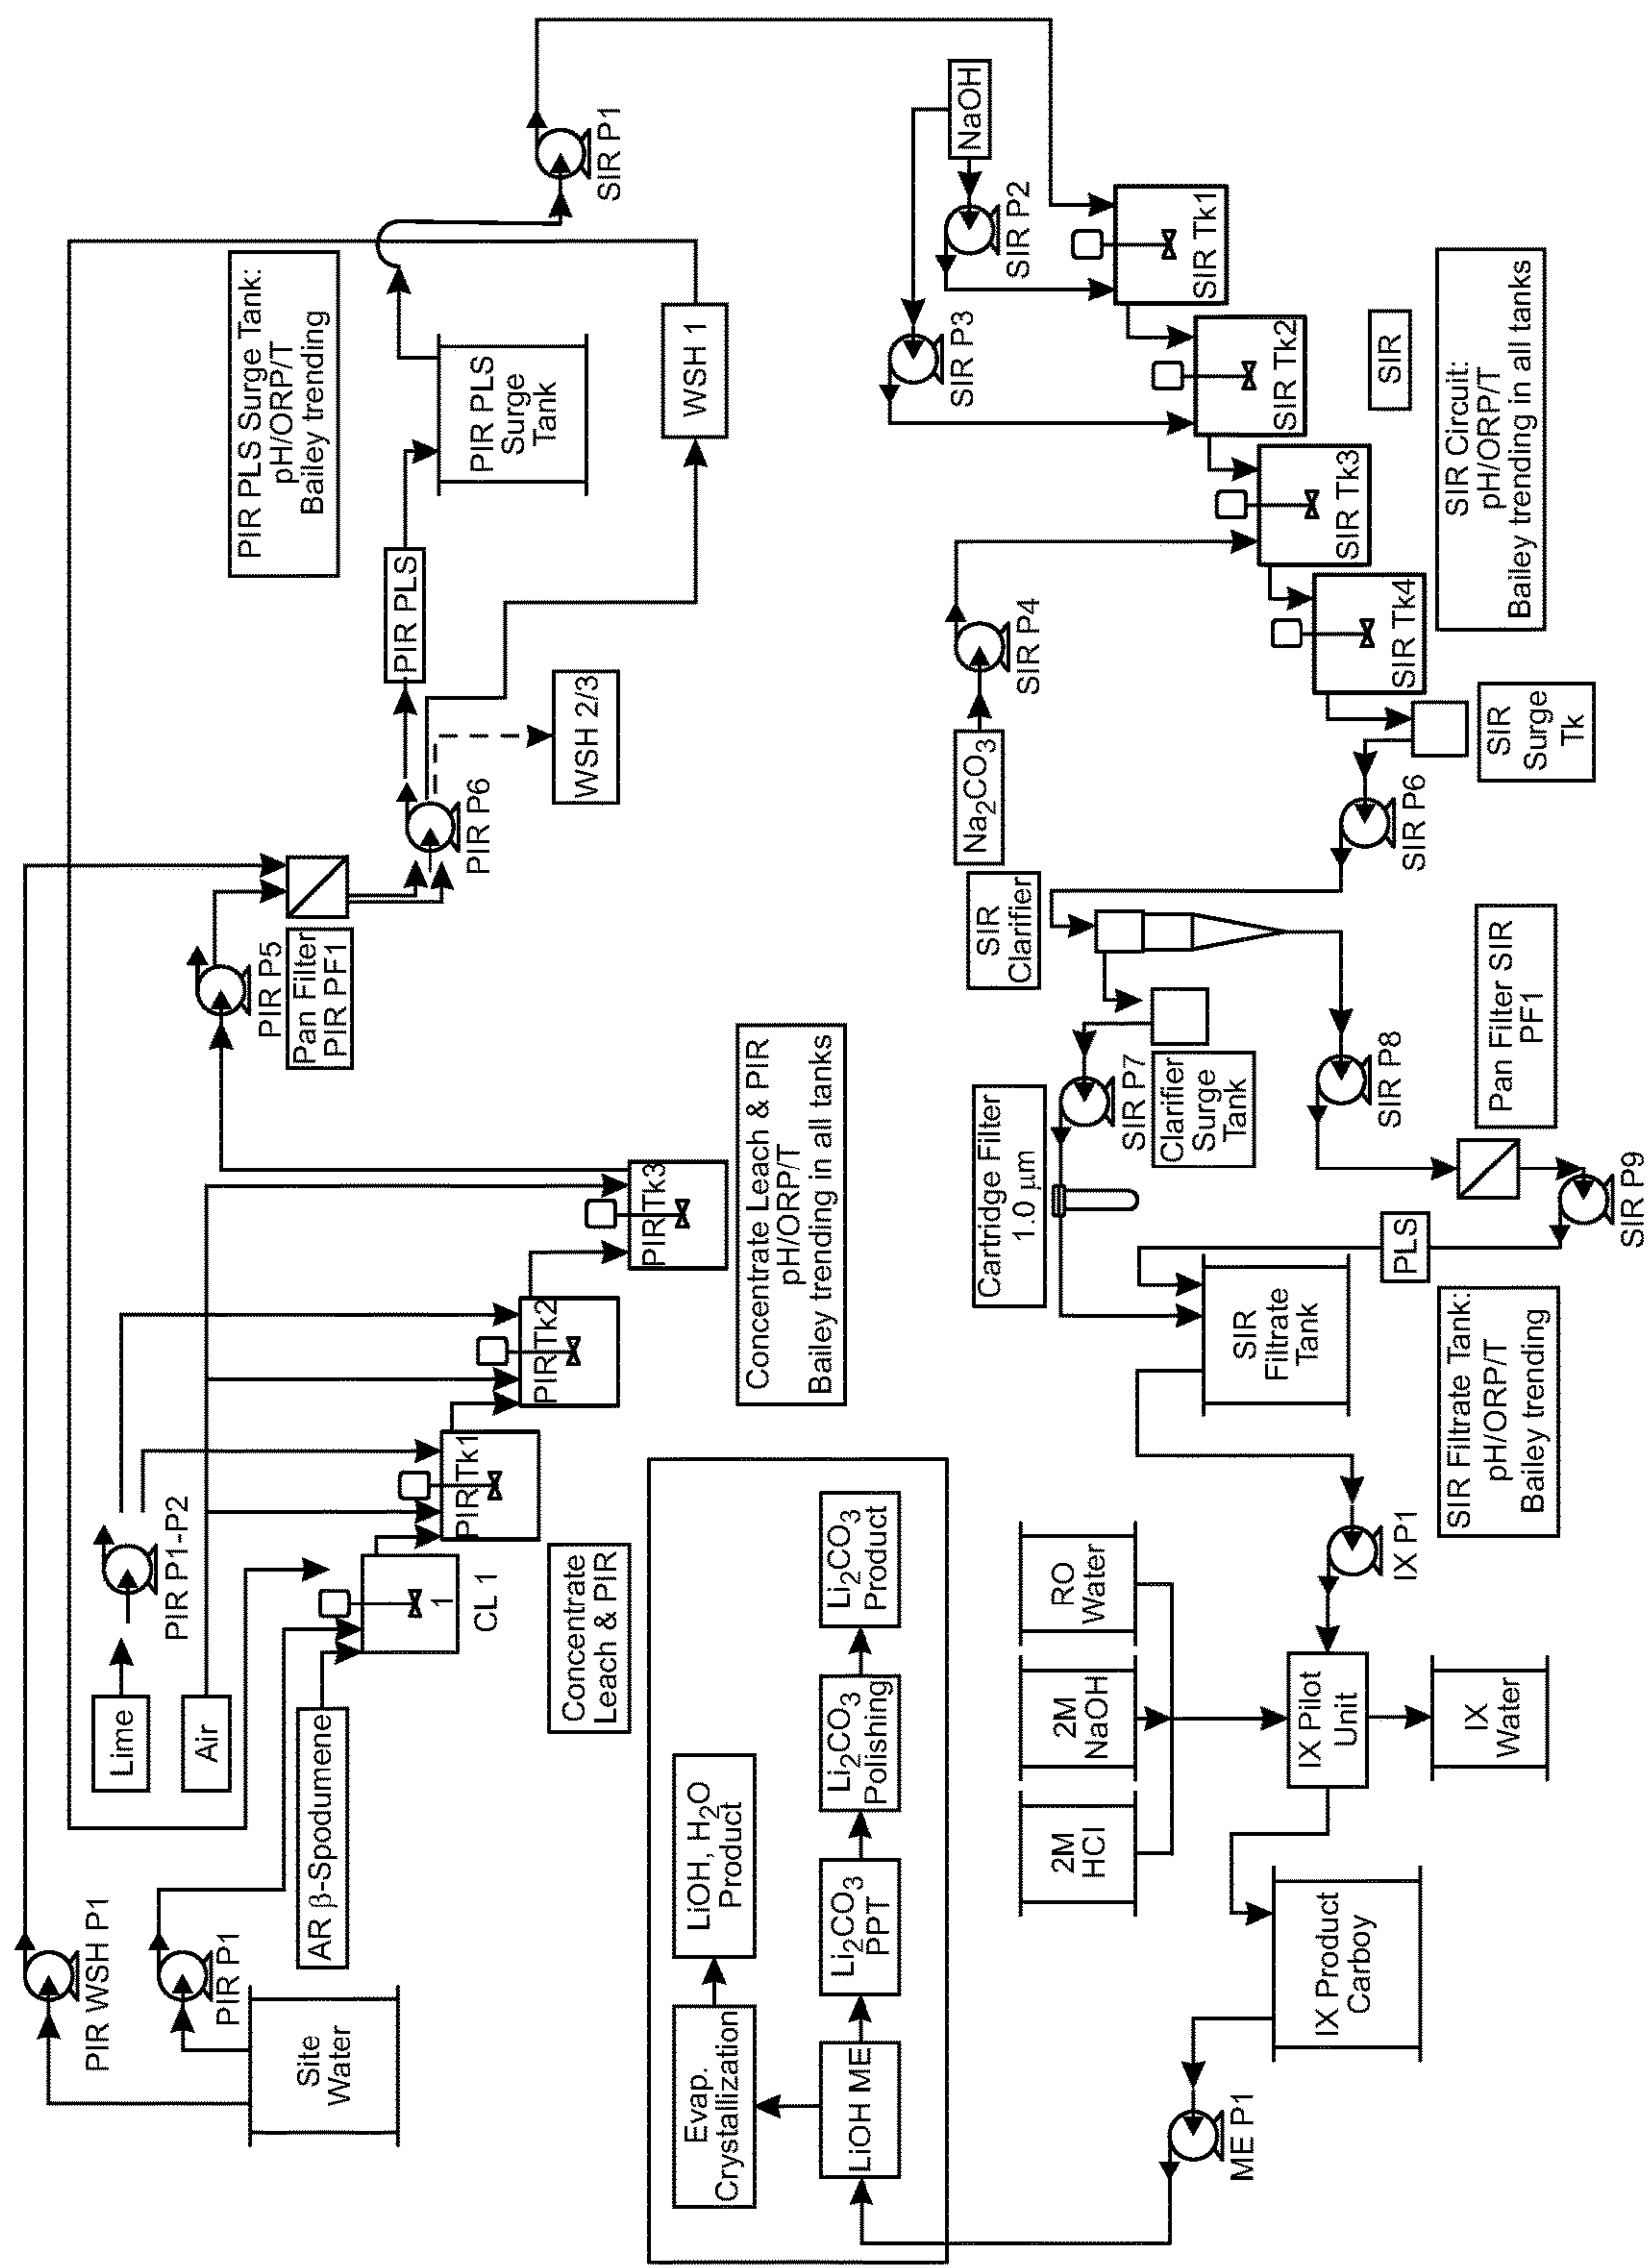 PIR WSH P1
PIR P1
Site
Water
Lime
PIR P1-P2
Air
AR β-Spodumene
1
CL 1
PIR Tk1
PIR Tk2
PIR Tk3
Concentrate
Leach & PIR
Concentrate Leach & PIR
pH/ORP/T
Bailey trending in all tanks
PIR P5
Pan Filter
PIR PF1
PIR P6
WSH 2/3
PIR PLS
PIR PLS
Surge
Tank
PIR PLS Surge Tank:
pH/ORP/T
Bailey trending
WSH 1
SIR P1
NaOH
SIR P2
SIR P3
SIR Tk1
SIR Tk2
SIR Tk3
SIR Tk4
SIR
SIR Circuit:
pH/ORP/T
Bailey trending in all tanks
Na2CO3
SIR P4
SIR
Surge
Tk
SIR P6
SIR
Clarifier
SIR P7
Clarifier
Surge
Tank
Cartridge Filter
1.0 µm
SIR P8
Pan Filter SIR
PF1
SIR P9
PLS
SIR
Filtrate
Tank
SIR Filtrate Tank:
pH/ORP/T
Bailey trending
IX P1
RO
Water
2M
NaOH
2M
HCl
IX Pilot
Unit
IX
Water
IX Product
Carboy
ME P1
LiOH ME
Evap.
Crystallization
LiOH, H2O
Product
Li2CO3
PPT
Li2CO3
Polishing
Li2CO3
Product